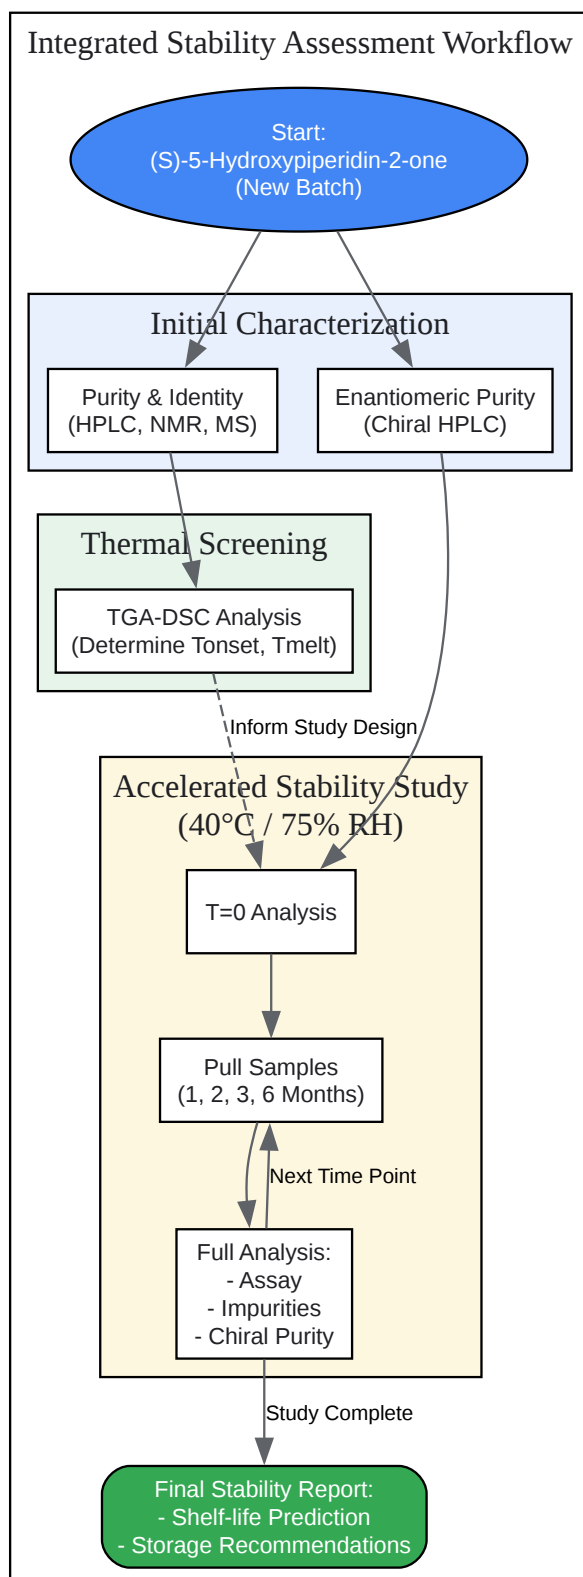 Integrated Stability Assessment Workflow
Start:
(S)-5-Hydroxypiperidin-2-one
(New Batch)
Initial Characterization
Purity & Identity
(HPLC, NMR, MS)
Enantiomeric Purity
(Chiral HPLC)
Thermal Screening
TGA-DSC Analysis
(Determine Tonset, Tmelt)
Inform Study Design
Accelerated Stability Study
(40°C / 75% RH)
T=0 Analysis
Pull Samples
(1, 2, 3, 6 Months)
Next Time Point
Full Analysis:
- Assay
- Impurities
- Chiral Purity
Study Complete
Final Stability Report:
- Shelf-life Prediction
- Storage Recommendations